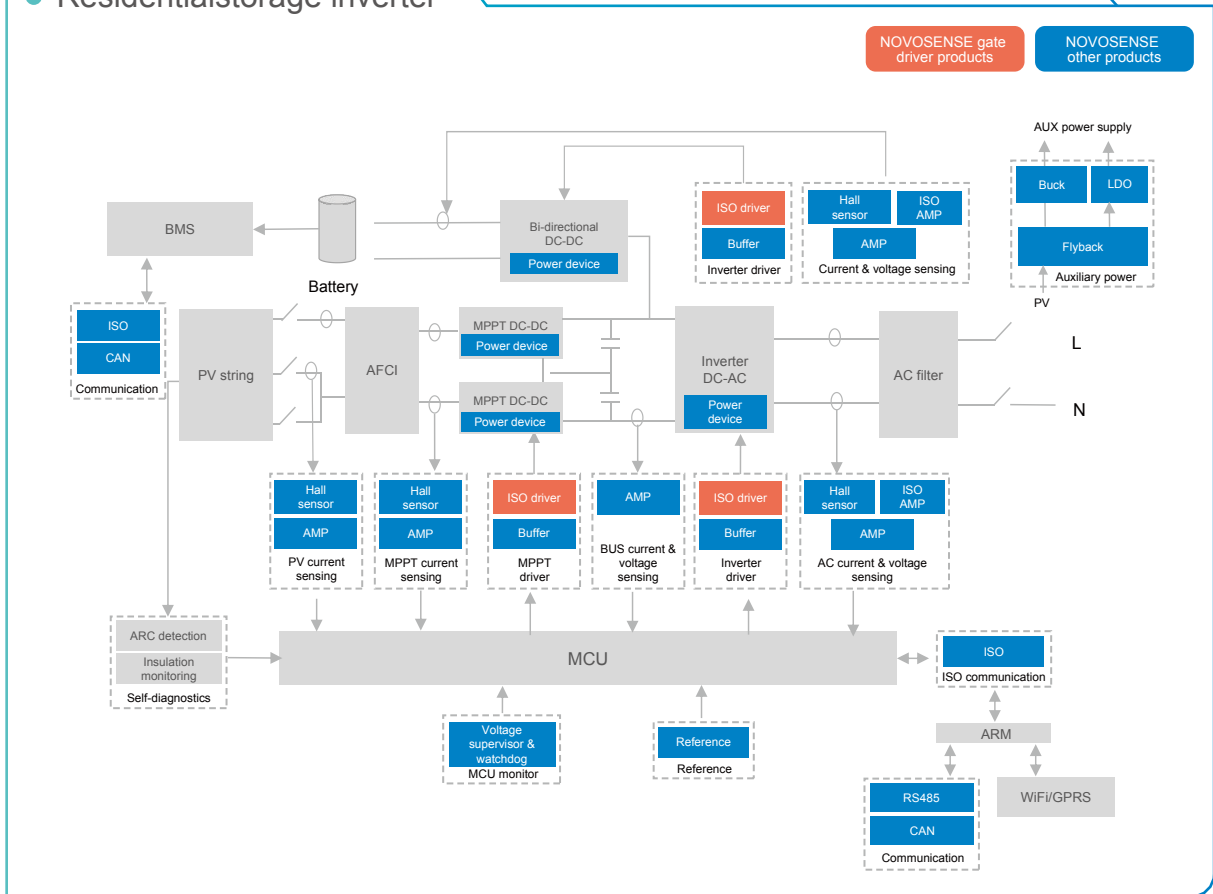 Residentialstorage inverter
NOVOSENSE gate
driver products
NOVOSENSE
other products
AUX power supply
Buck
LDO
Flyback
Auxiliary power
PV
ISO driver
Buffer
Inverter driver
Hall
sensor
ISO
AMP
AMP
Current & voltage sensing
BMS
Battery
Bi-directional
DC-DC
Power device
ISO
CAN
Communication
PV string
AFCI
MPPT DC-DC
Power device
MPPT DC-DC
Power device
Inverter
DC-AC
Power
device
AC filter
L
N
Hall
sensor
AMP
PV current
sensing
Hall
sensor
AMP
MPPT current
sensing
ISO driver
Buffer
MPPT
driver
AMP
BUS current &
voltage
sensing
ISO driver
Buffer
Inverter
driver
Hall
sensor
ISO
AMP
AMP
AC current & voltage
sensing
ARC detection
Insulation
monitoring
Self-diagnostics
MCU
ISO
ISO communication
Voltage
supervisor &
watchdog
MCU monitor
Reference
Reference
ARM
RS485
CAN
Communication
WiFi/GPRS